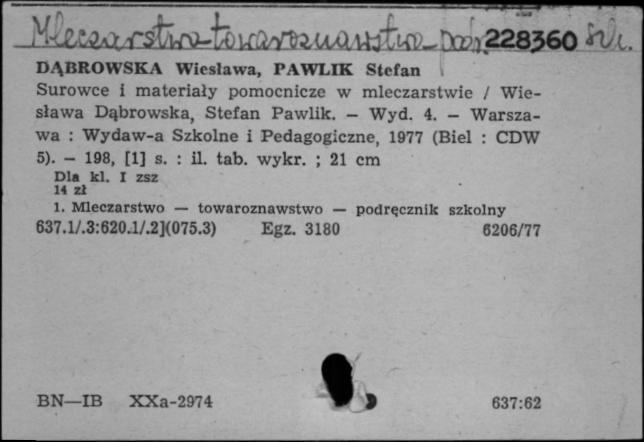 Mleczarstwo-towaroznawstwo-podr. 228360 szk.
DĄBROWSKA Wiesława, PAWLIK Stefan
Surowce i materiały pomocnicze w mleczarstwie / Wie-
sława Dąbrowska, Stefan Pawlik. — Wyd. 4. — Warsza-
wa : Wydaw-a Szkolne i Pedagogiczne, 1977 (Biel : CDW
5). — 198, [1] s. : il. tab. wykr. ; 21 cm
Dla kl. I zsz
14 zł
1. Mleczarstwo — towaroznawstwo — podręcznik szkolny
637.1/.3:620.1/.2](075.3) Egz. 3180 6206/77
BN—IB XXa-2974 637:62